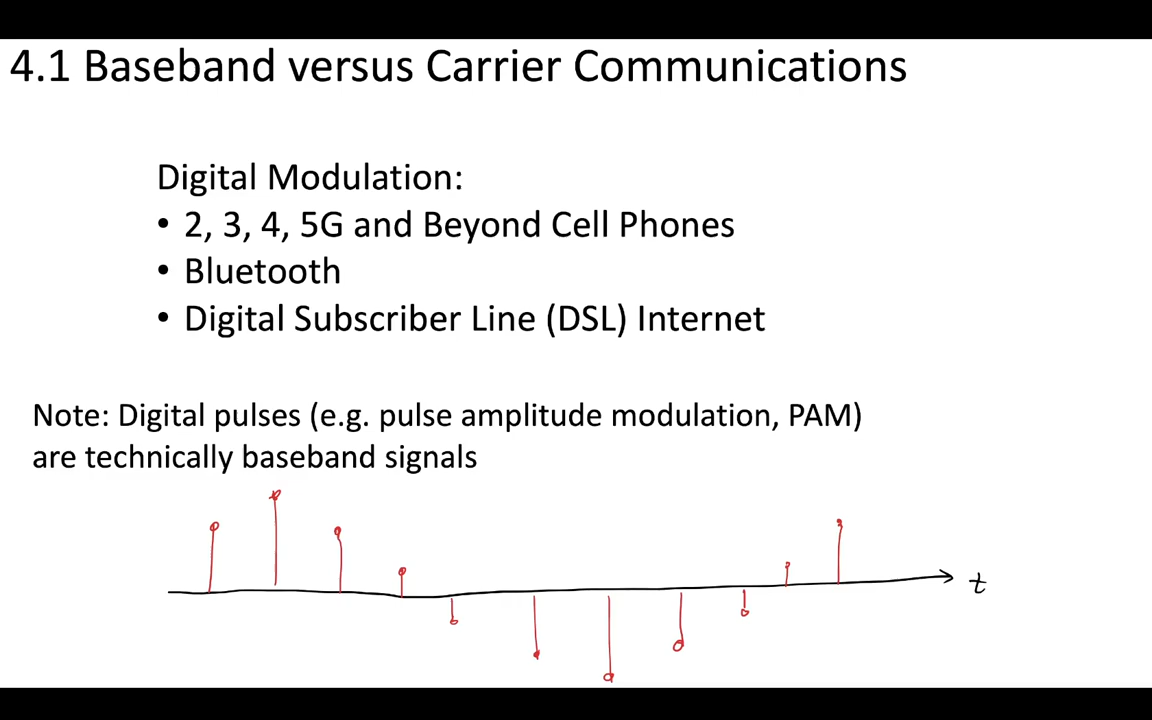 4.1 Baseband versus Carrier Communications
Digital Modulation:
• 2, 3, 4, 5G and Beyond Cell Phones
• Bluetooth
• Digital Subscriber Line (DSL) Internet
Note: Digital pulses (e.g. pulse amplitude modulation, PAM)
are technically baseband signals
t